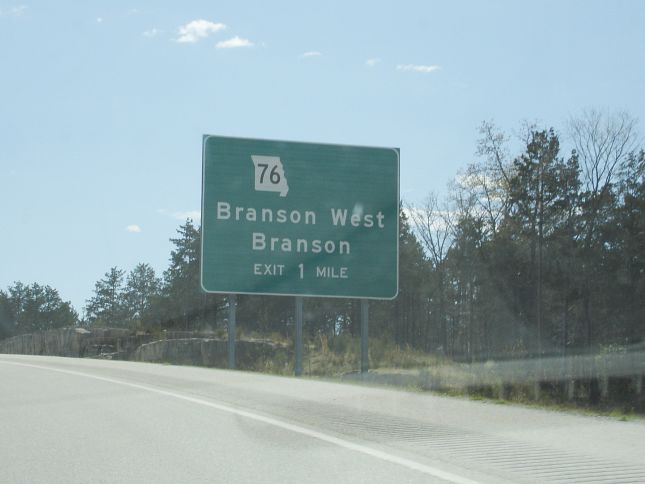 76
Branson West
Branson
EXIT 1 MILE